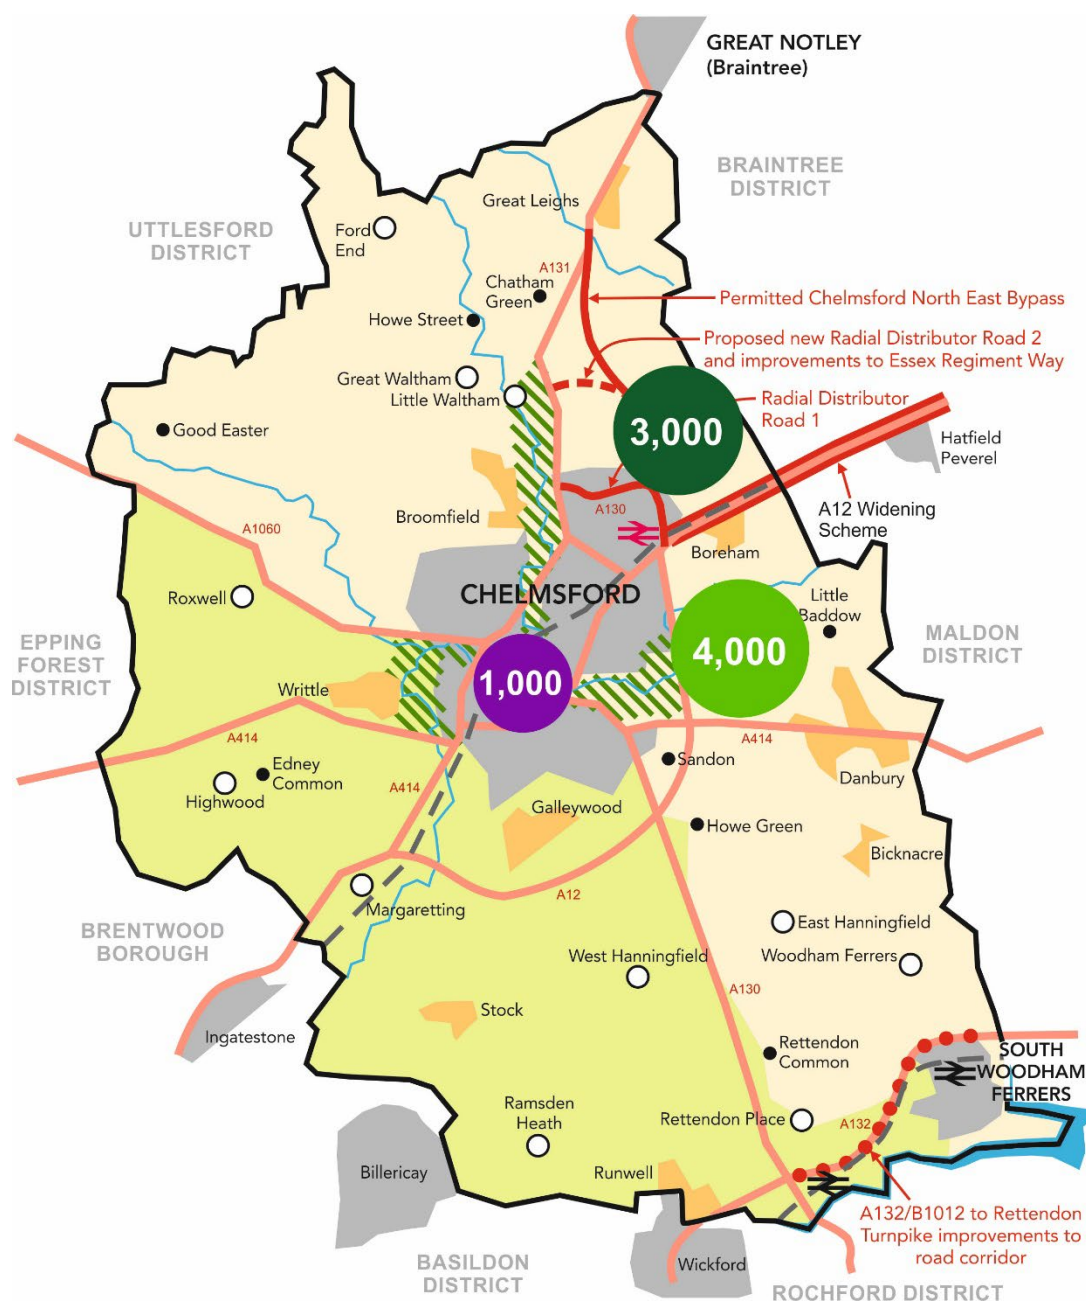 GREAT NOTLEY
(Braintree)
BRAINTREE
DISTRICT
UTTLESFORD
DISTRICT
Great Leighs
Ford
End
A131
Chatham
Green
Permitted Chelmsford North East Bypass
Howe Street
Proposed new Radial Distributor Road 2
and improvements to Essex Regiment Way
Great Waltham
Little Waltham
Radial Distributor
Road 1
3,000
Good Easter
Hatfield
Peverel
A130
Broomfield
A12 Widening
Scheme
A1060
Boreham
Roxwell
CHELMSFORD
Little
Baddow
EPPING
FOREST
DISTRICT
MALDON
DISTRICT
4,000
1,000
Writtle
A414
A414
Sandon
Edney
Common
Highwood
A414
Danbury
Galleywood
Howe Green
Bicknacre
A12
Margaretting
East Hanningfield
BRENTWOOD
BOROUGH
West Hanningfield
Woodham Ferrers
A130
Stock
Ingatestone
Rettendon
Common
SOUTH
WOODHAM
FERRERS
Ramsden
Heath
Rettendon Place
A132
Billericay
Runwell
A132/B1012 to Rettendon
Turnpike improvements to
road corridor
BASILDON
DISTRICT
Wickford
ROCHFORD DISTRICT